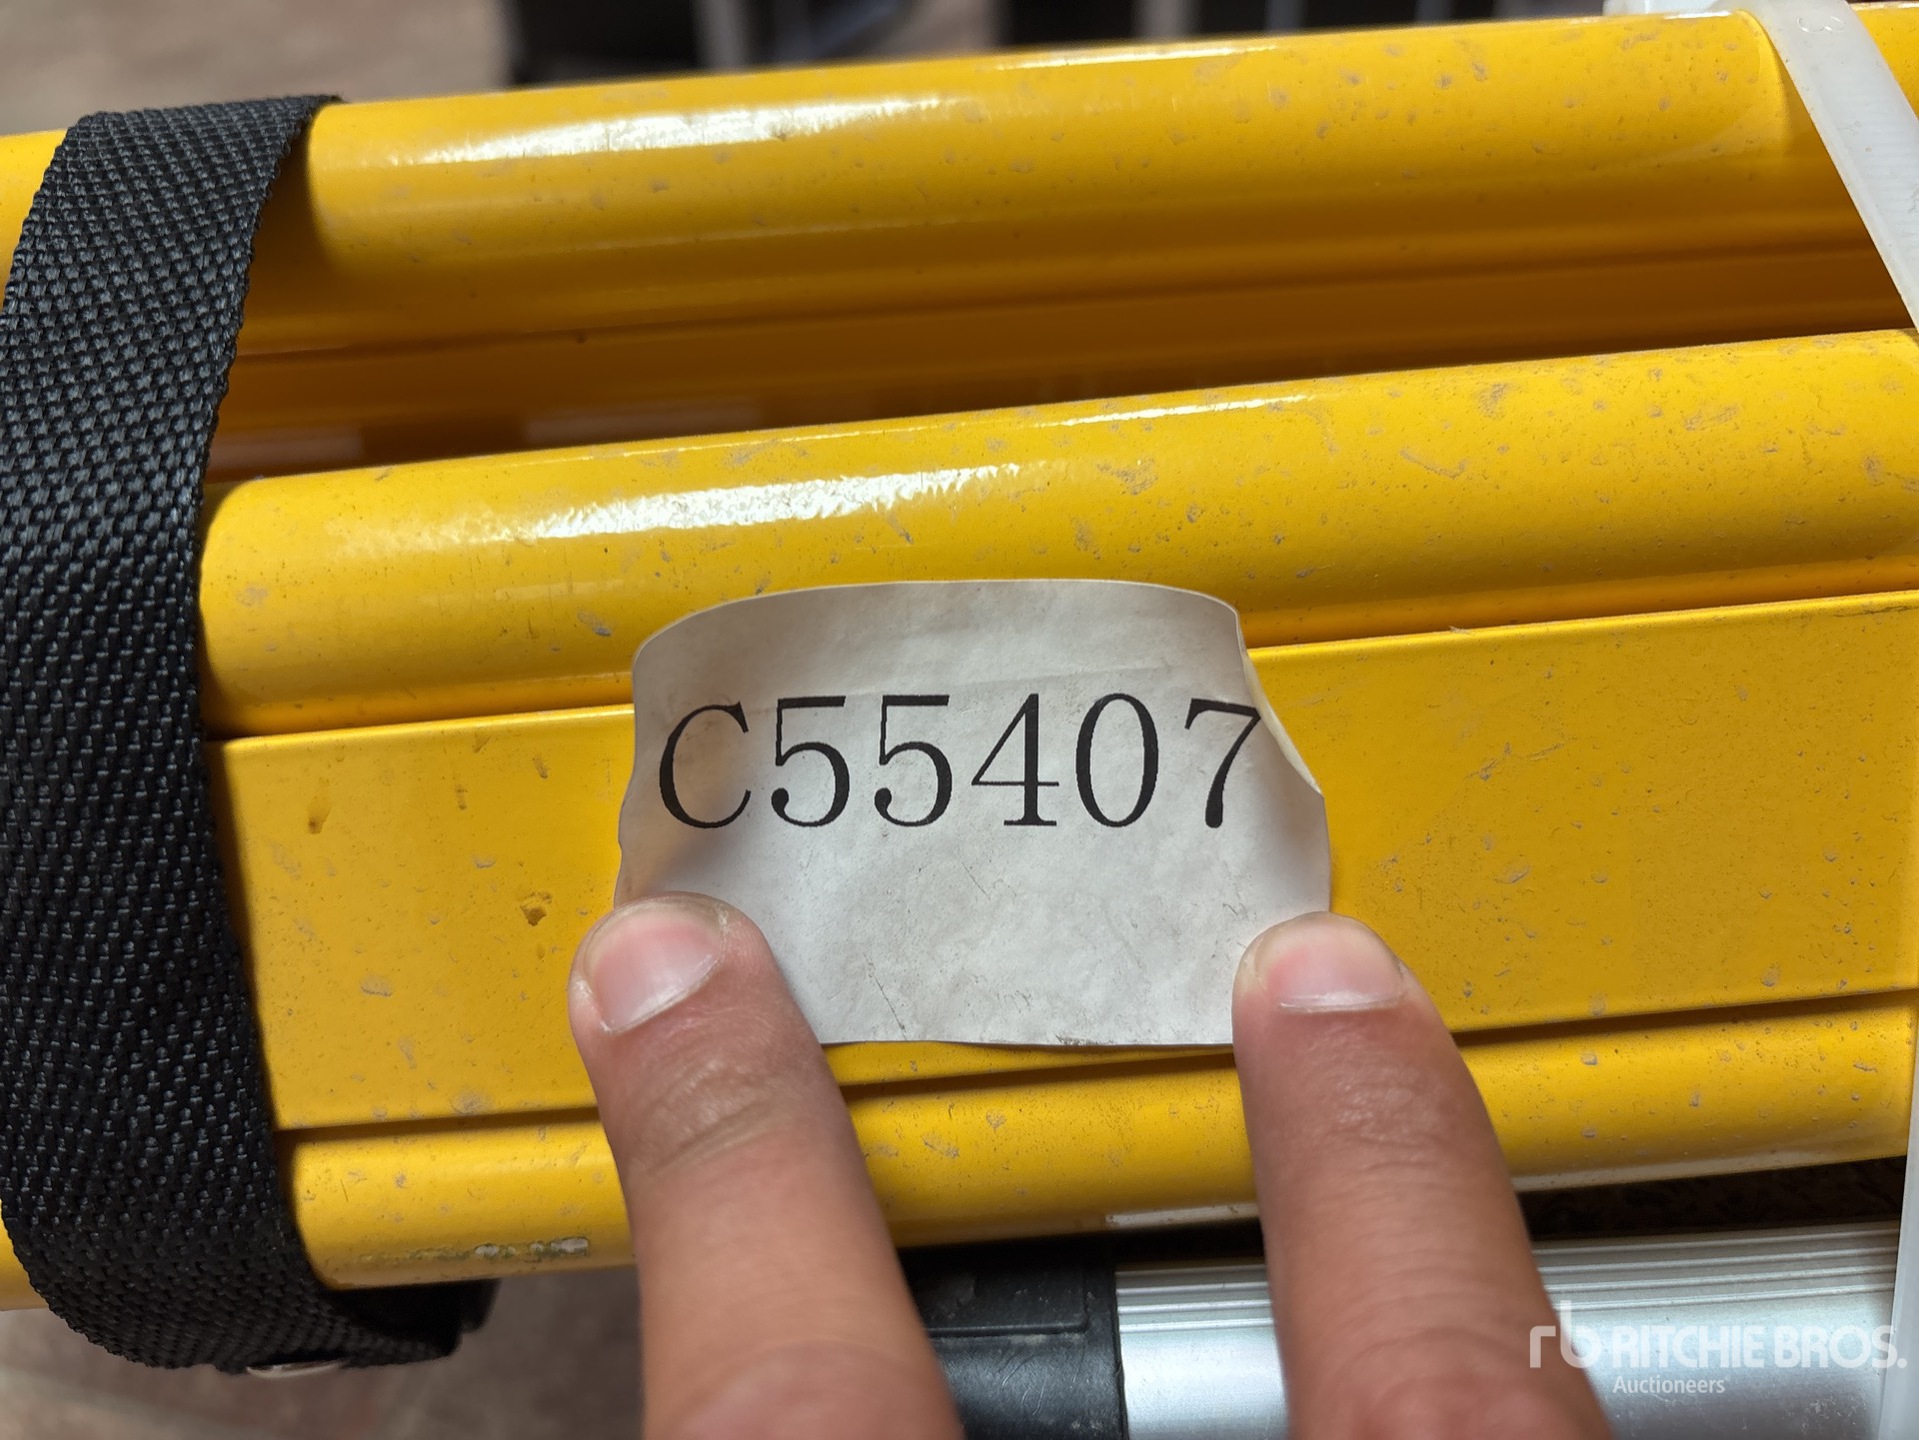 C55407
rb RITCHIE BROS.
Auctioneers